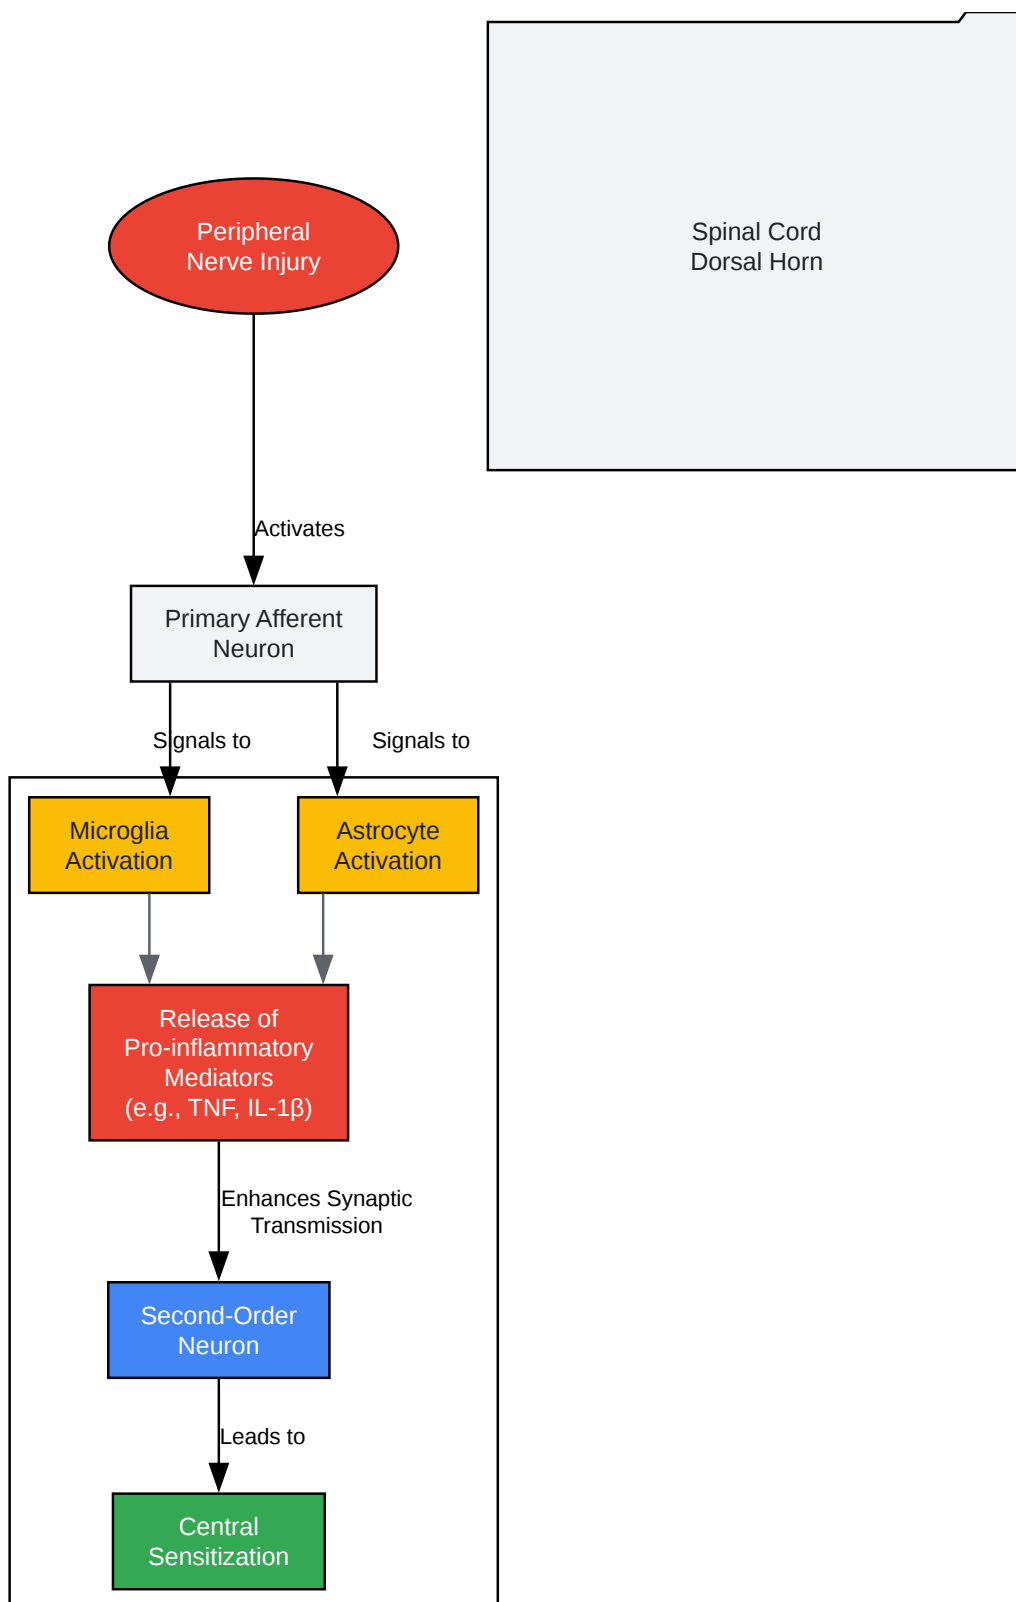 Peripheral
Nerve Injury
Spinal Cord
Dorsal Horn
Activates
Primary Afferent
Neuron
Signals to
Signals to
Microglia
Activation
Astrocyte
Activation
Release of
Pro-inflammatory
Mediators
(e.g., TNF, IL-1β)
Enhances Synaptic
Transmission
Second-Order
Neuron
Leads to
Central
Sensitization